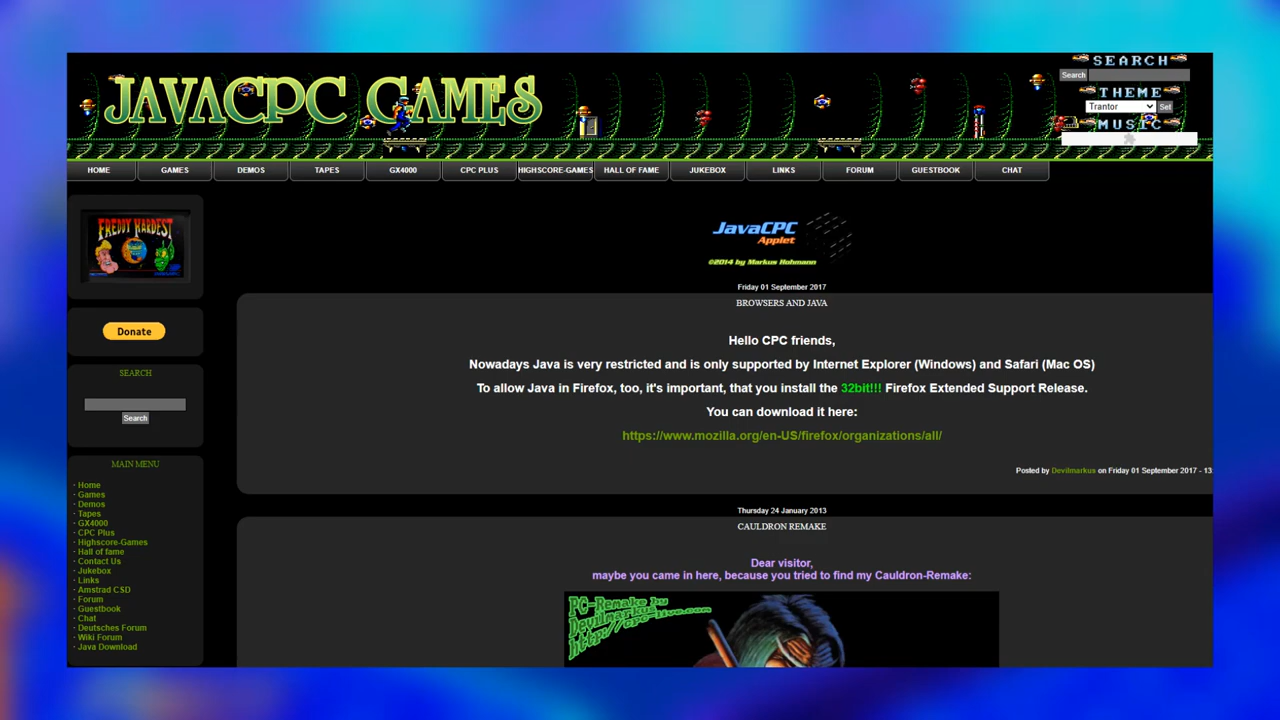 JAVACPC GAMES
SEARCH
Search
THEME
Trantor
Set
MUSIC
HOME
GAMES
DEMOS
TAPES
GX4000
CPC PLUS
HIGHSCORE-GAMES
HALL OF FAME
JUKEBOX
LINKS
FORUM
GUESTBOOK
CHAT
FREDDY HARDEST
Donate
SEARCH
Search
MAIN MENU
· Home
· Games
· Demos
· Tapes
· GX4000
· CPC Plus
· Highscore-Games
· Hall of fame
· Contact Us
· Jukebox
· Links
· Amstrad CSD
· Forum
· Guestbook
· Chat
· Deutsches Forum
· Wiki Forum
· Java Download
JavaCPC
Applet
©2014 by Markus Hohmann
Friday 01 September 2017
BROWSERS AND JAVA
Hello CPC friends,
Nowadays Java is very restricted and is only supported by Internet Explorer (Windows) and Safari (Mac OS)
To allow Java in Firefox, too, it's important, that you install the 32bit!!! Firefox Extended Support Release.
You can download it here:
https://www.mozilla.org/en-US/firefox/organizations/all/
Posted by Devilmarkus on Friday 01 September 2017 - 13
Thursday 24 January 2013
CAULDRON REMAKE
Dear visitor,
maybe you came in here, because you tried to find my Cauldron-Remake:
PC-Remake by
Devilmarkus
http://cpc-live.com